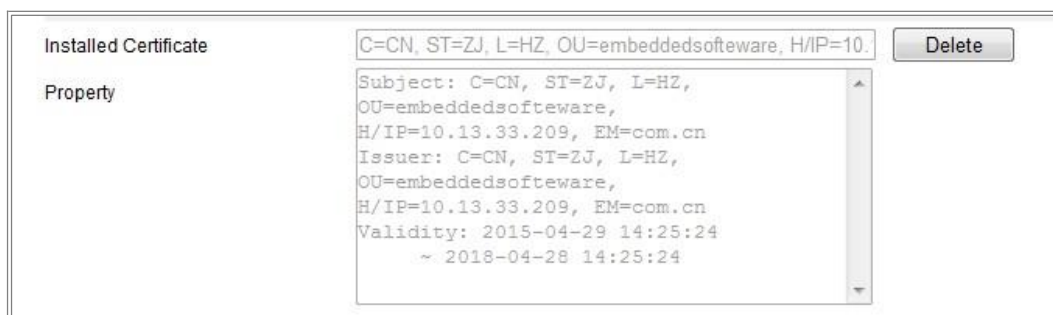 Installed Certificate
C=CN, ST=ZJ, L=HZ, OU=embeddedsofteware, H/IP=10.
Delete
Property
Subject: C=CN, ST=ZJ, L=HZ,
OU=embeddedsofteware,
H/IP=10.13.33.209, EM=com.cn
Issuer: C=CN, ST=ZJ, L=HZ,
OU=embeddedsofteware,
H/IP=10.13.33.209, EM=com.cn
Validity: 2015-04-29 14:25:24
~ 2018-04-28 14:25:24